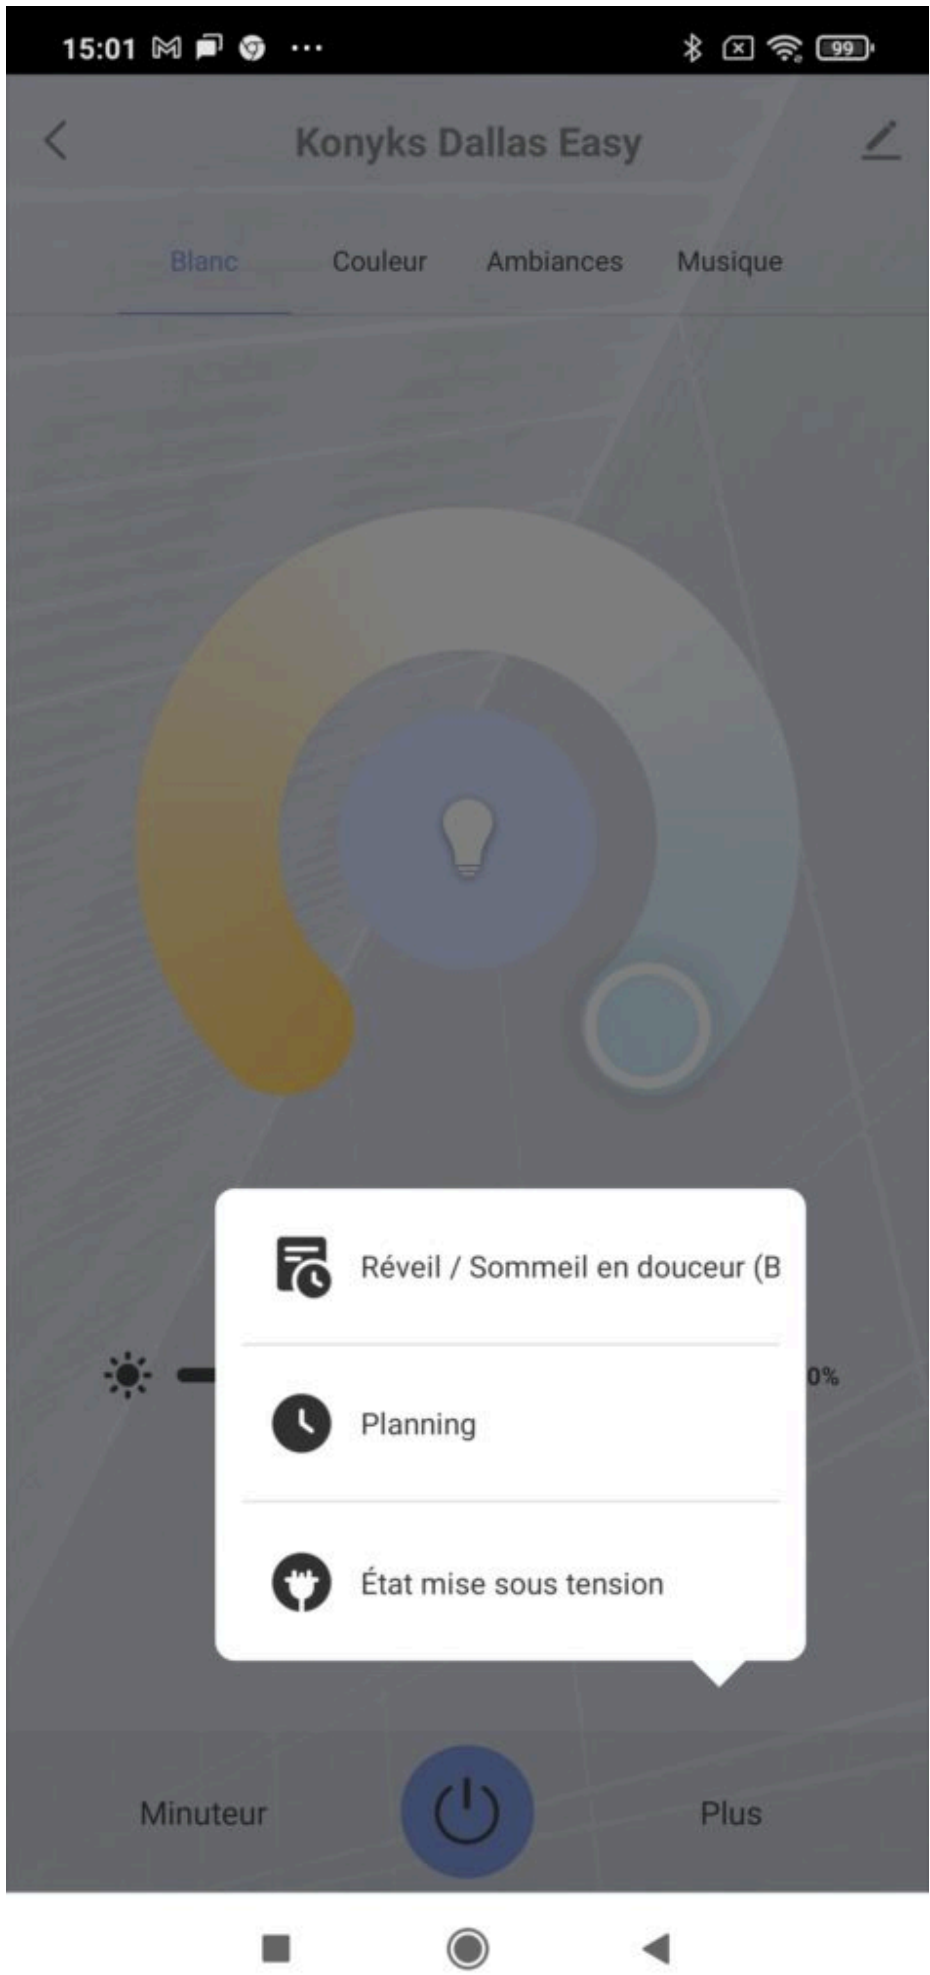 15:01
99
Konyks Dallas Easy
Blanc Couleur Ambiances Musique
Réveil / Sommeil en douceur (B
0%
Planning
État mise sous tension
Minuteur Plus